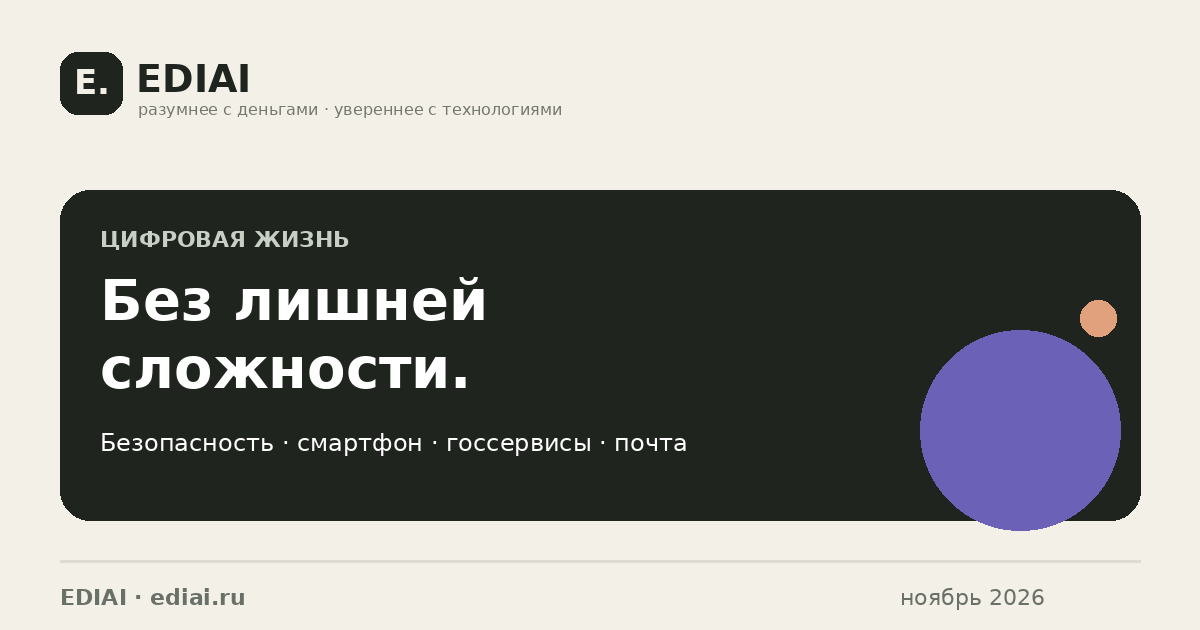 E.
EDIAI
разумнее с деньгами · увереннее с технологиями
ЦИФРОВАЯ ЖИЗНЬ
Без лишней
сложности.
Безопасность · смартфон · госсервисы · почта
EDIAI · ediai.ru
ноябрь 2026